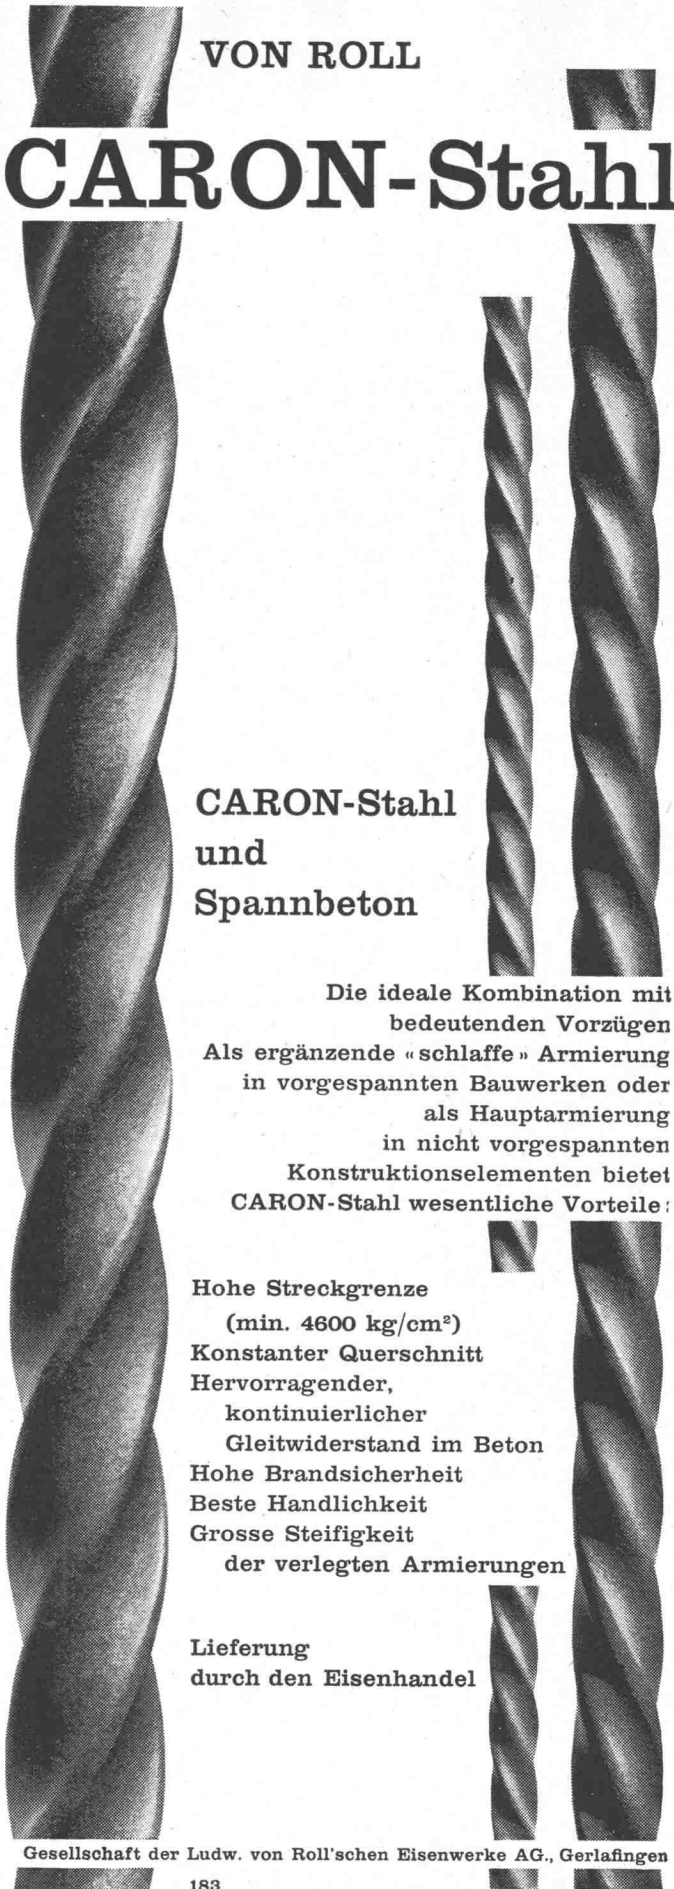 VON ROLL
CARON-Stahl
CARON-Stahl
und
Spannbeton
Die ideale Kombination mit
bedeutenden Vorzügen
Als ergänzende «schlaffe» Armierung
in vorgespannten Bauwerken oder
als Hauptarmierung
in nicht vorgespannten
Konstruktionselementen bietet
CARON-Stahl wesentliche Vorteile:
Hohe Streckgrenze
(min. 4600 kg/cm²)
Konstanter Querschnitt
Hervorragender,
kontinuierlicher
Gleitwiderstand im Beton
Hohe Brandsicherheit
Beste Handlichkeit
Grosse Steifigkeit
der verlegten Armierungen
Lieferung
durch den Eisenhandel
Gesellschaft der Ludw. von Roll'schen Eisenwerke AG., Gerlafingen
183